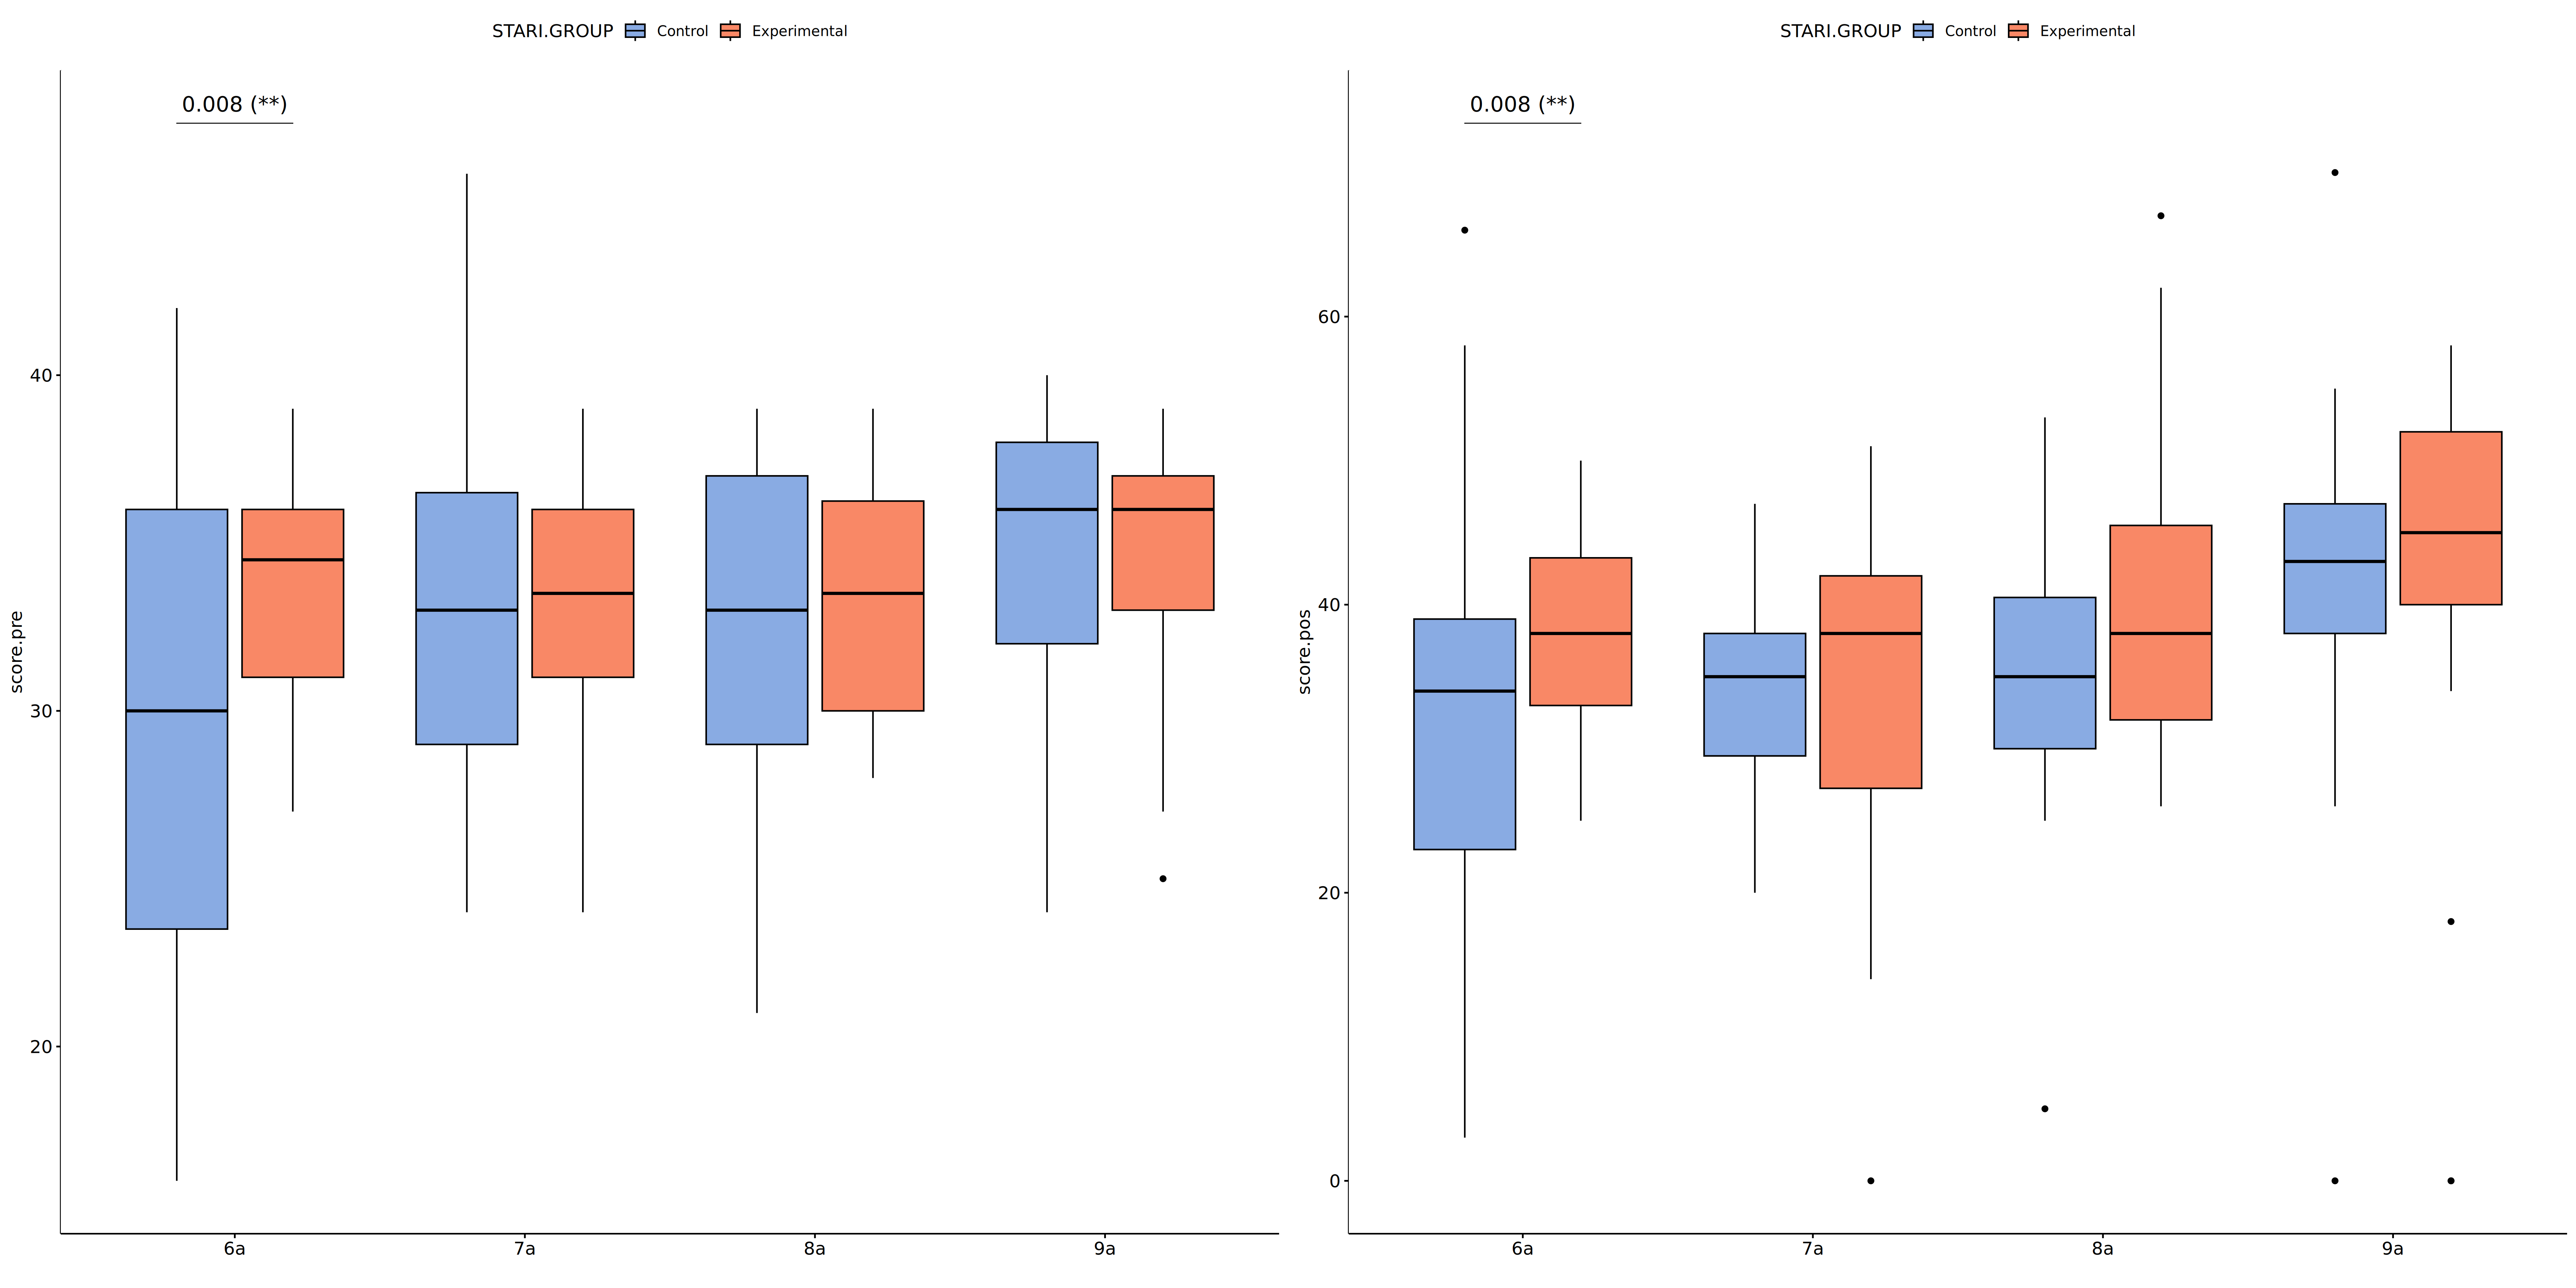 STARI.GROUP Control Experimental
0.008 (**)
score.pre
40
30
20
6a 7a 8a 9a
STARI.GROUP Control Experimental
0.008 (**)
score.pos
60
40
20
0
6a 7a 8a 9a